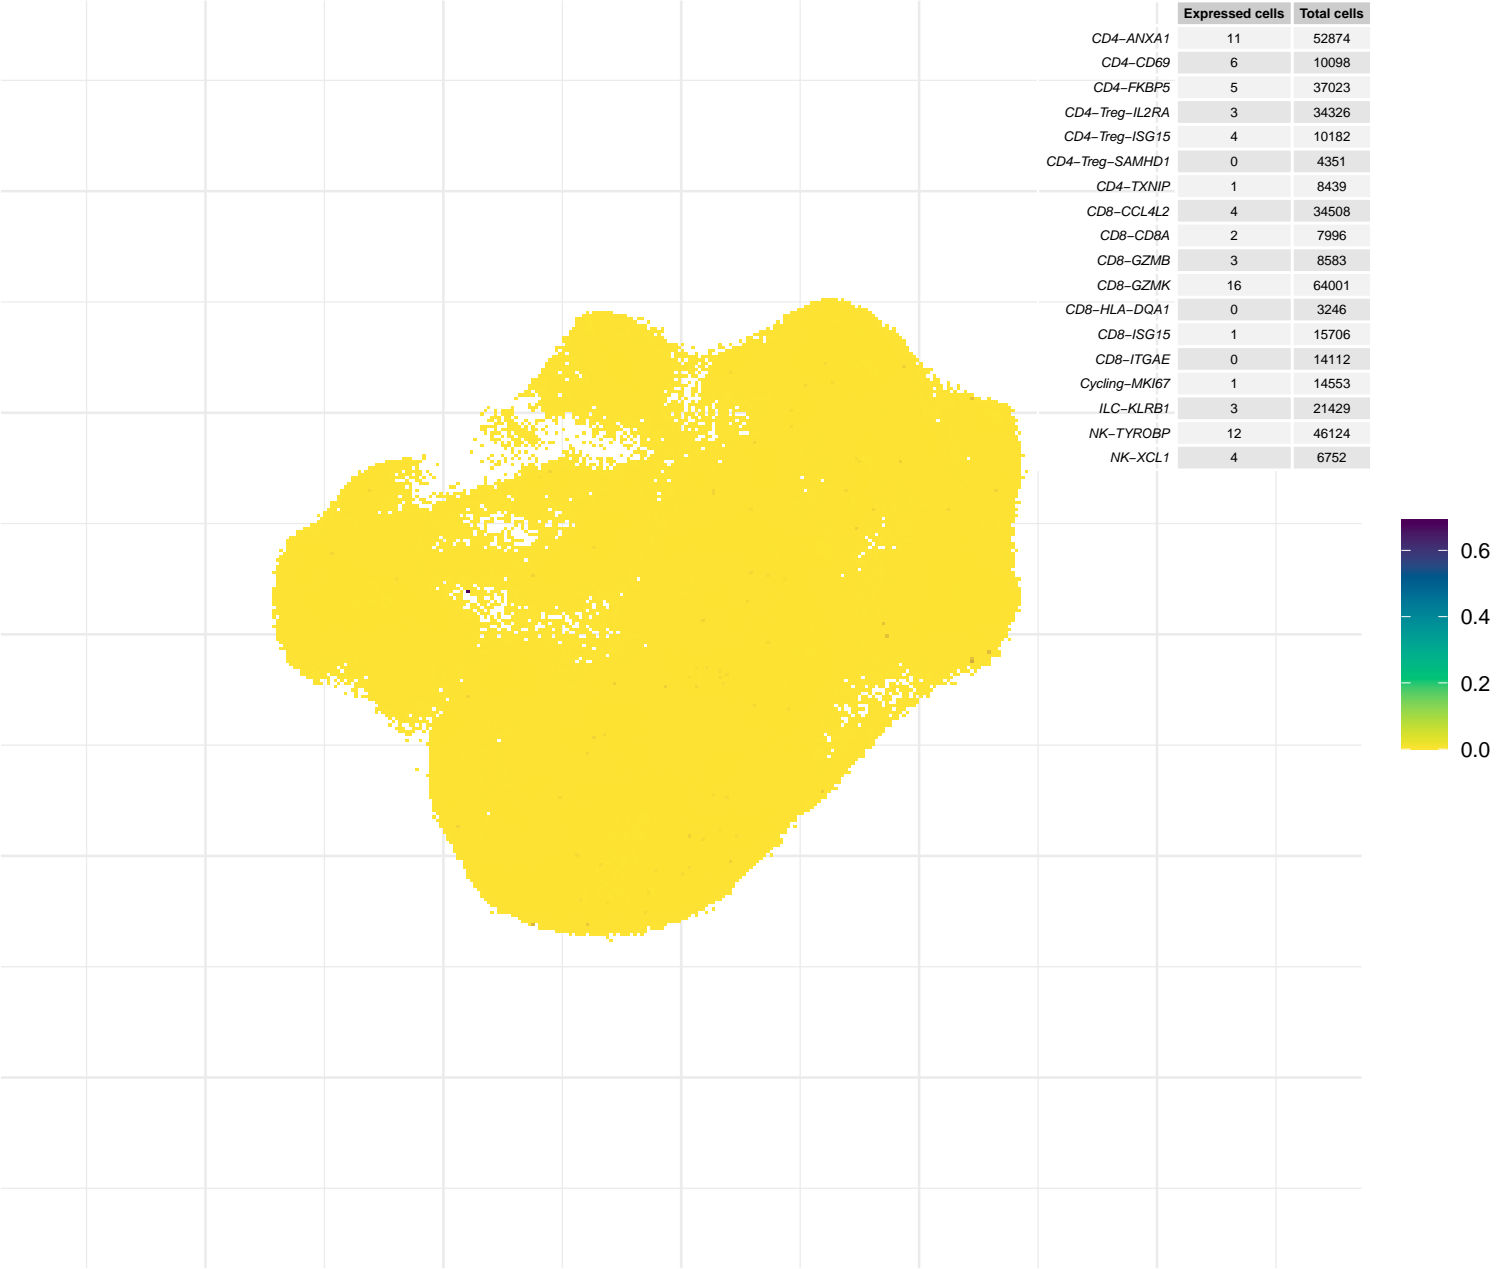 Expressed cells Total cells
CD4−ANXA1 11 52874
CD4−CD69 6 10098
CD4−FKBP5 5 37023
CD4−Treg−IL2RA 3 34326
CD4−Treg−ISG15 4 10182
CD4−Treg−SAMHD1 0 4351
CD4−TXNIP 1 8439
CD8−CCL4L2 4 34508
CD8−CD8A 2 7996
CD8−GZMB 3 8583
CD8−GZMK 16 64001
CD8−HLA−DQA1 0 3246
CD8−ISG15 1 15706
CD8−ITGAE 0 14112
Cycling−MKI67 1 14553
ILC−KLRB1 3 21429
NK−TYROBP 12 46124
NK−XCL1 4 6752
0.6
0.4
0.2
0.0